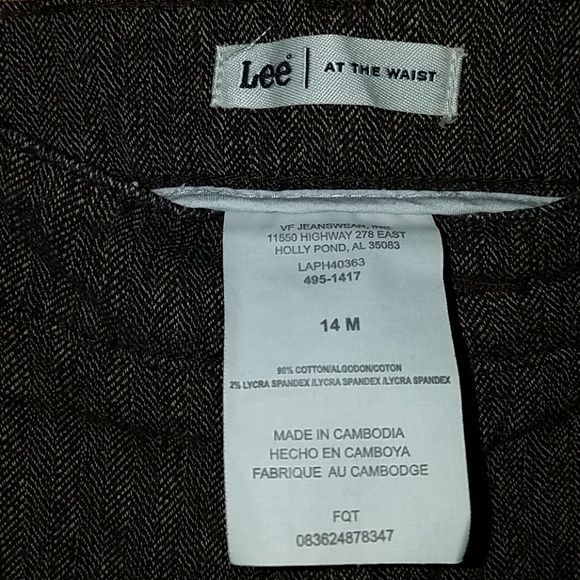 Lee® | AT THE WAIST
VF JEANSWEAR, INC
11550 HIGHWAY 278 EAST
HOLLY POND, AL 35083
LAPH40363
495-1417
14 M
98% COTTON/ALGODON/COTON
2% LYCRA SPANDEX /LYCRA SPANDEX /LYCRA SPANDEX
MADE IN CAMBODIA
HECHO EN CAMBOYA
FABRIQUE AU CAMBODGE
FQT
083624878347